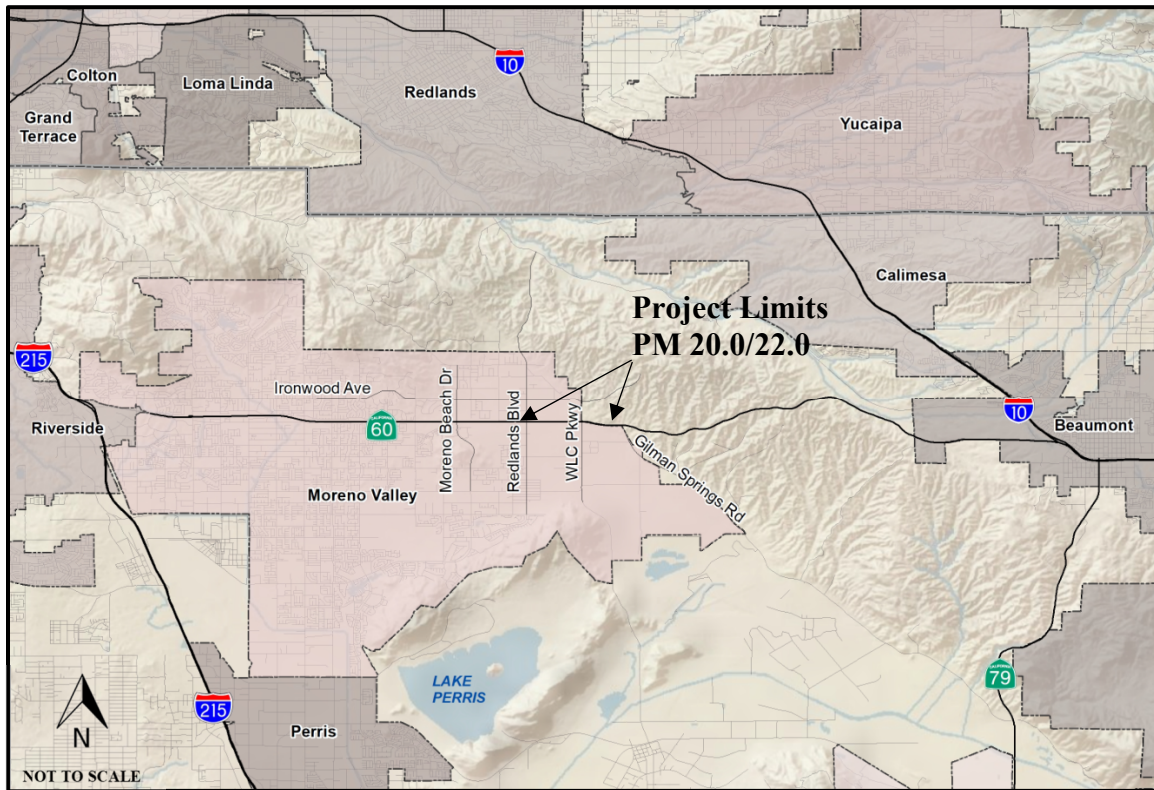 10
Colton
Loma Linda
Redlands
Grand
Terrace
Yucaipa
Calimesa
Project Limits
PM 20.0/22.0
215
Ironwood Ave
Moreno Beach Dr
Redlands Blvd
WLC Pkwy
CALIFORNIA
60
10
Beaumont
Riverside
Gilman Springs Rd
Moreno Valley
LAKE
PERRIS
CALIFORNIA
79
215
Perris
N
NOT TO SCALE